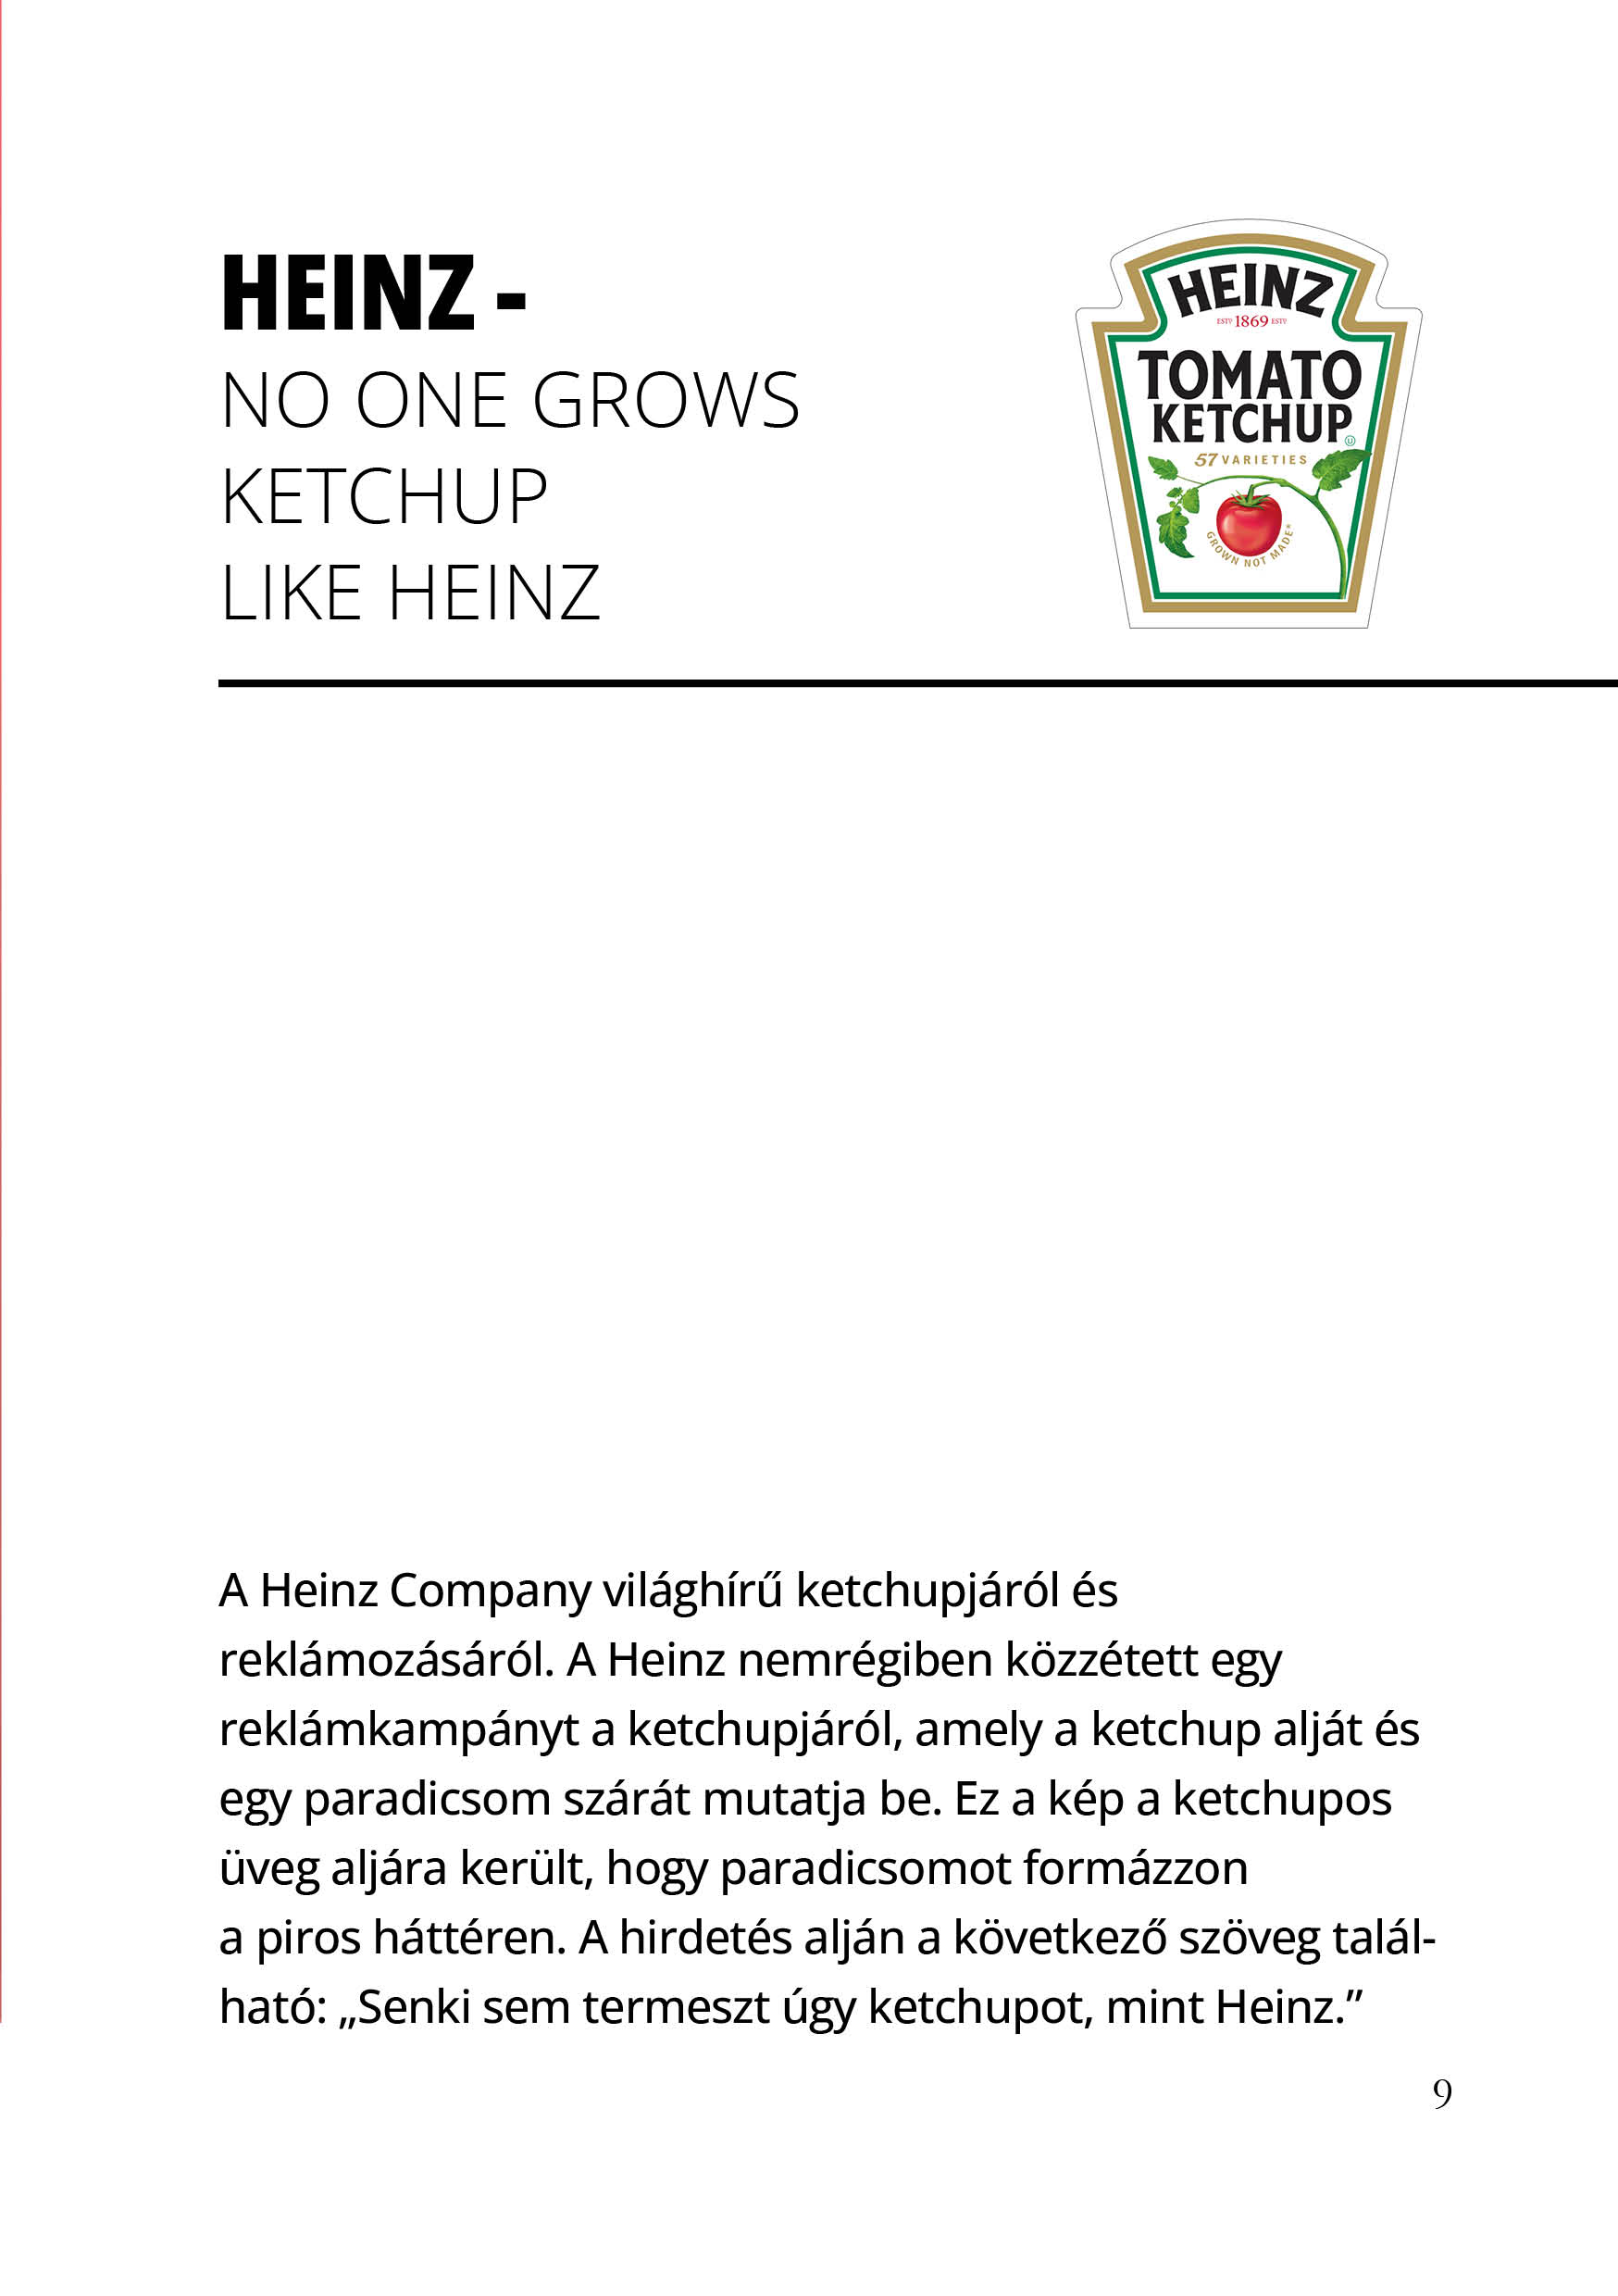 HEINZ -
NO ONE GROWS
KETCHUP
LIKE HEINZ
HEINZ
ESTD 1869 ESTD
TOMATO
KETCHUP
U
57 VARIETIES
GROWN NOT MADE®
A Heinz Company világhírű ketchupjáról és
reklámozásáról. A Heinz nemrégiben közzétett egy
reklámkampányt a ketchupjáról, amely a ketchup alját és
egy paradicsom szárát mutatja be. Ez a kép a ketchupos
üveg aljára került, hogy paradicsomot formázzon
a piros háttéren. A hirdetés alján a következő szöveg talál-
ható: „Senki sem termeszt úgy ketchupot, mint Heinz.”
9